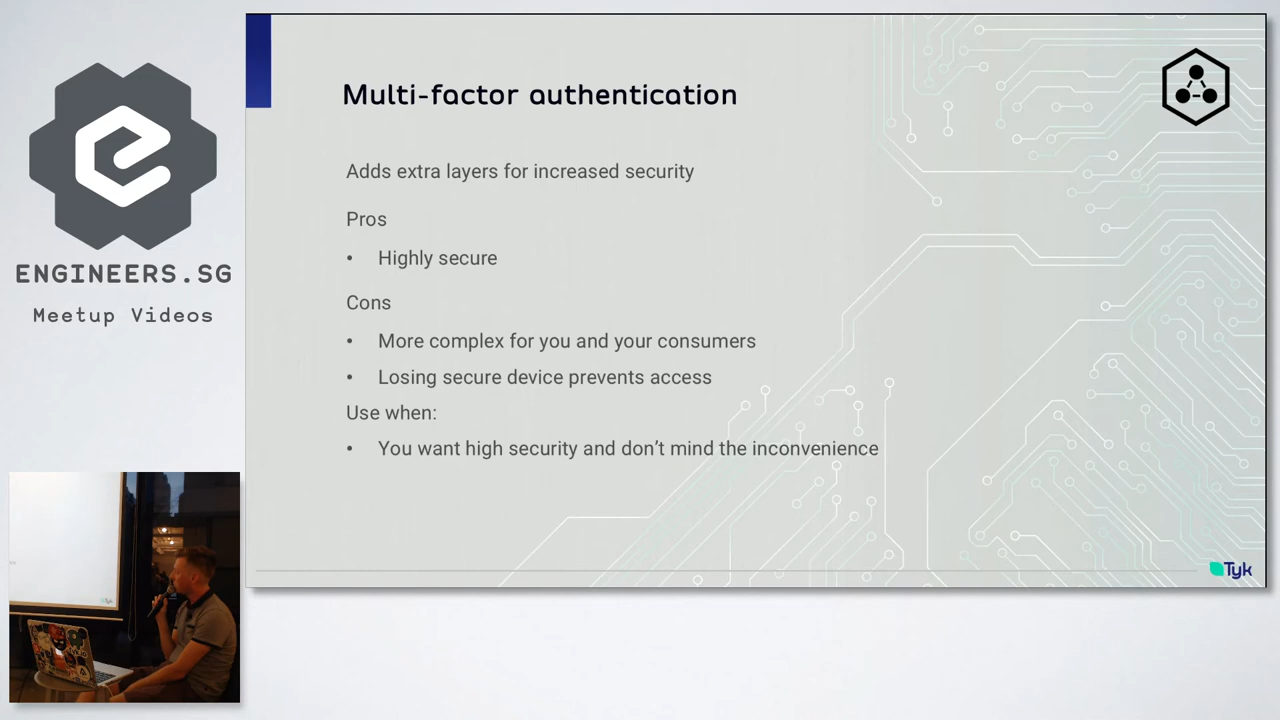 ENGINEERS.SG
Meetup Videos
Multi-factor authentication
Adds extra layers for increased security
Pros
• Highly secure
Cons
• More complex for you and your consumers
• Losing secure device prevents access
Use when:
• You want high security and don’t mind the inconvenience
Tyk